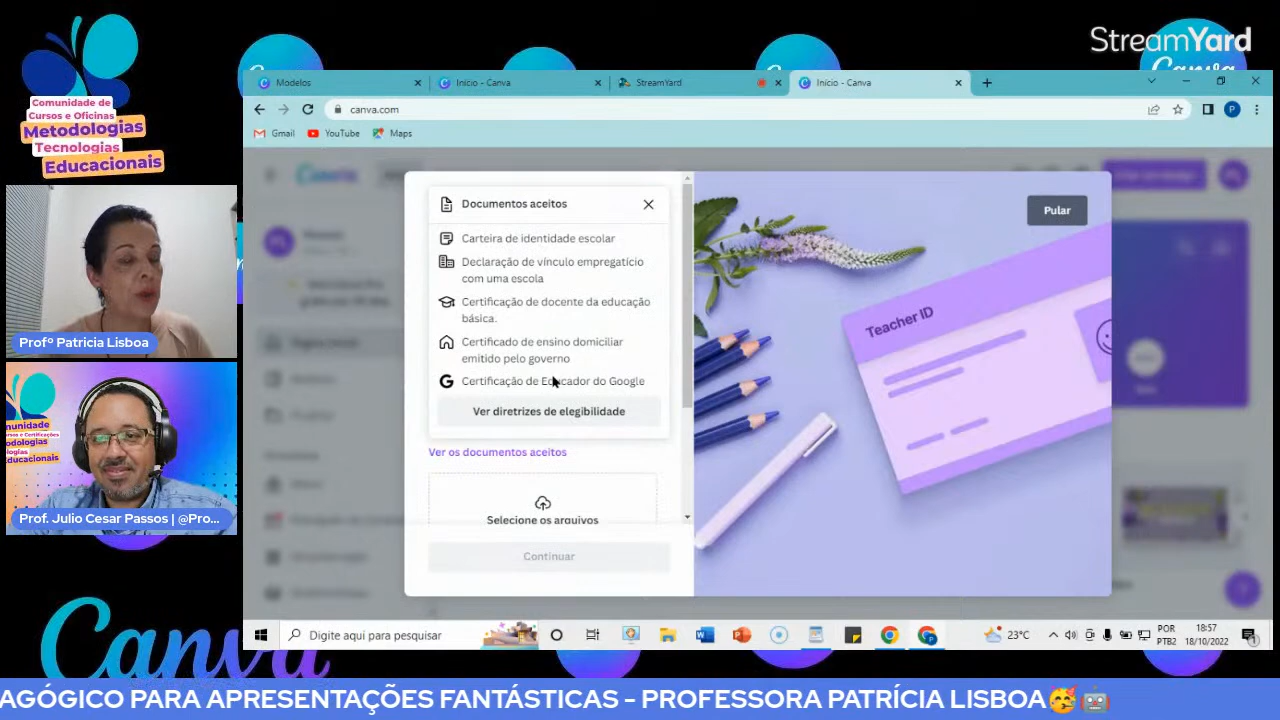 StreamYard
Comunidade de
Cursos e Oficinas
Metodologias
Tecnologias
Educacionais
Modelos
Início - Canva
StreamYard
Início - Canva
canva.com
Gmail
YouTube
Maps
Canva
Documentos aceitos
Carteira de identidade escolar
Declaração de vínculo empregatício
com uma escola
Certificação de docente da educação
básica.
Certificado de ensino domiciliar
emitido pelo governo
Certificação de Educador do Google
Ver diretrizes de elegibilidade
Ver os documentos aceitos
Selecione os arquivos
Continuar
Pular
Teacher ID
Profº Patricia Lisboa
Prof. Julio Cesar Passos | @Pro...
Digite aqui para pesquisar
23°C
POR
PTB2
18:57
18/10/2022
Canva
AGÓGICO PARA APRESENTAÇÕES FANTÁSTICAS - PROFESSORA PATRÍCIA LISBOA🥳🤖